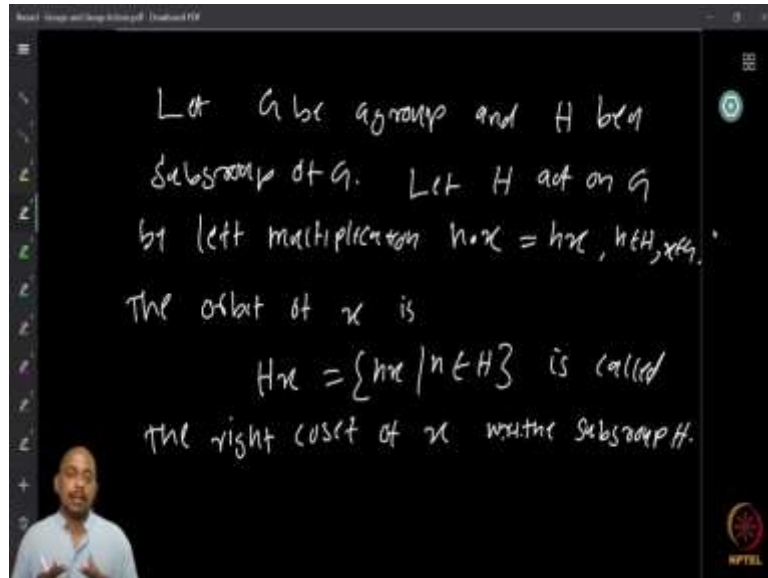 Let G be a group and H be a
Subgroup of G. Let H act on G
by left multiplication h•x = hx, h∈H, x∈G.
The orbit of x is
Hx = {hx | h∈H} is called
the right coset of x w.r.t. the subgroup H.
NPTEL